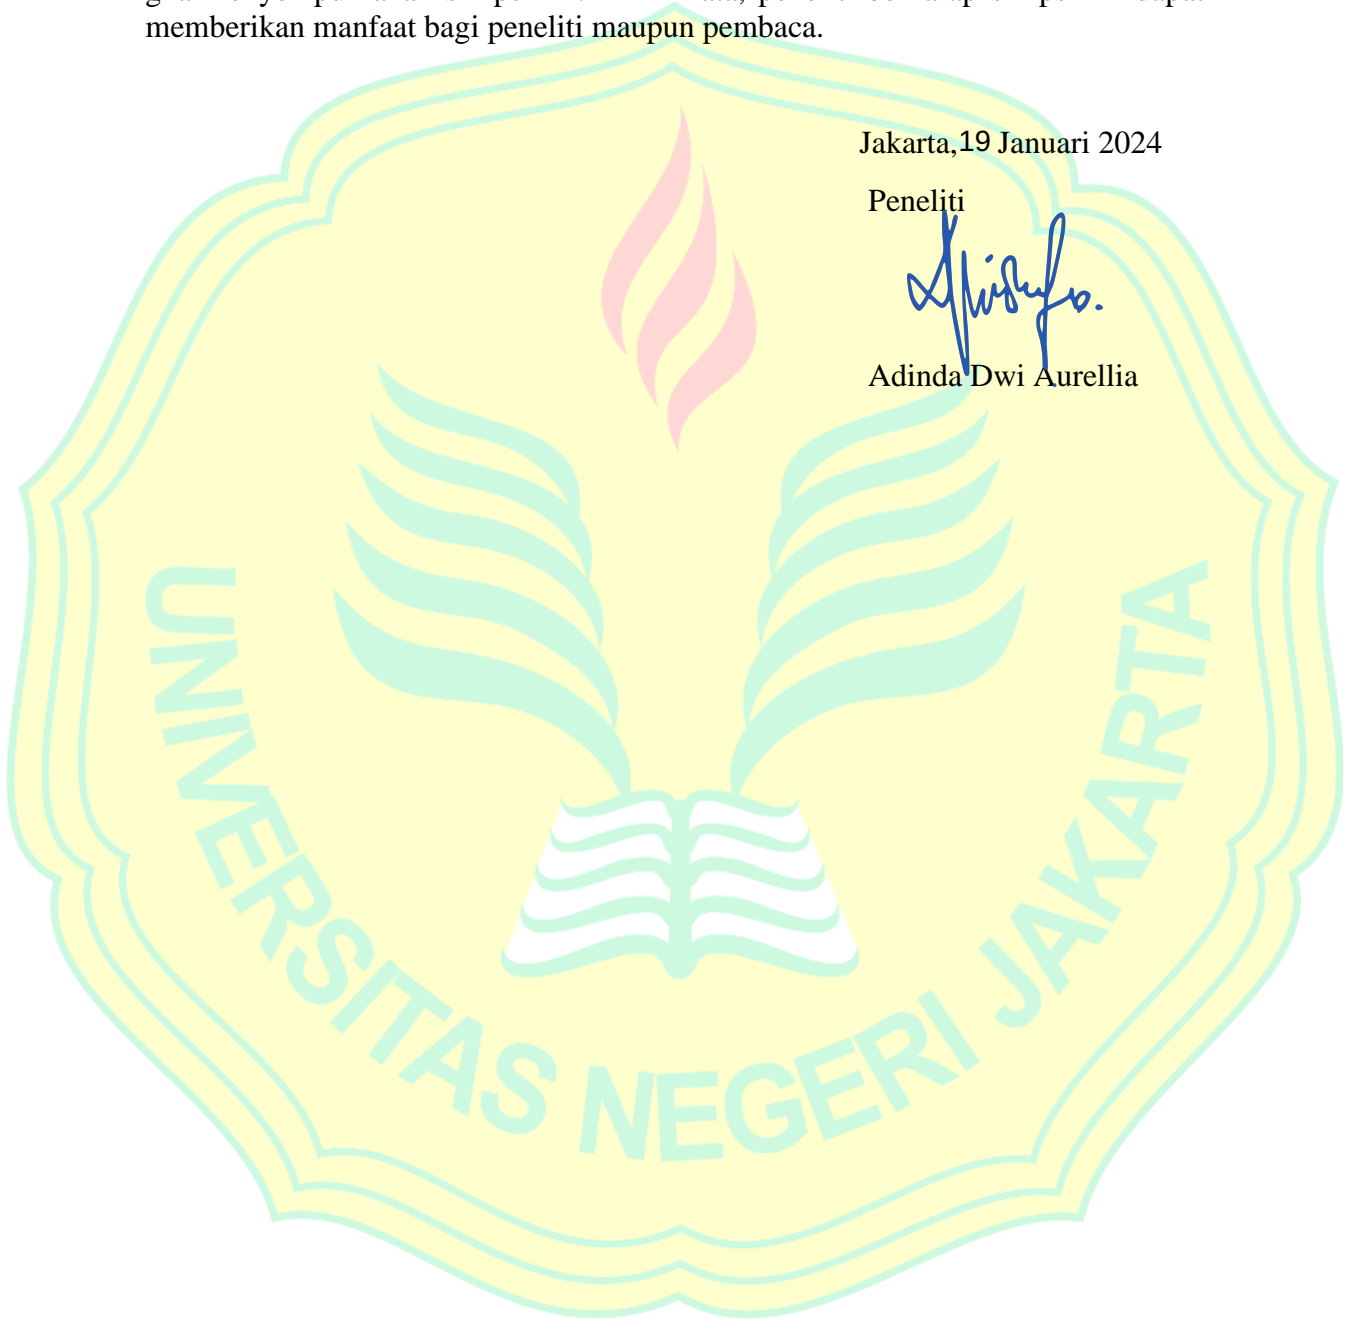 memberikan manfaat bagi peneliti maupun pembaca.
Jakarta, 19 Januari 2024
Peneliti
Adinda Dwi Aurellia
UNIVERSITAS NEGERI JAKARTA